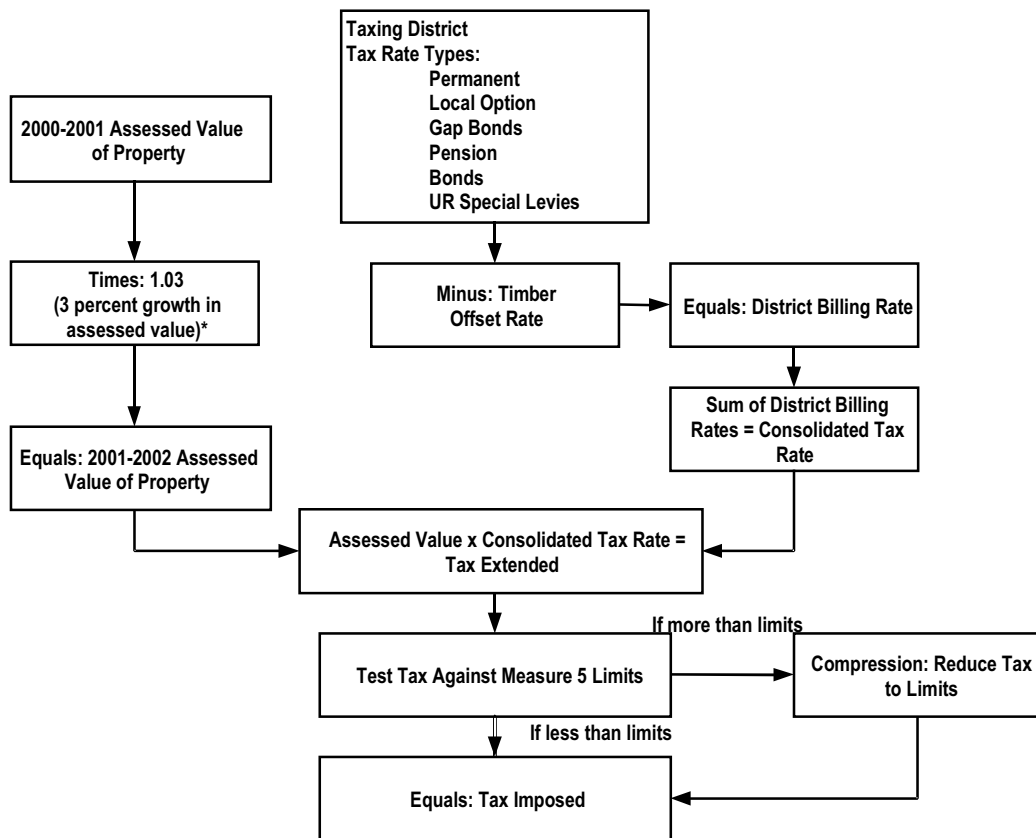 Taxing District
Tax Rate Types:
Permanent
Local Option
Gap Bonds
Pension
Bonds
UR Special Levies
2000-2001 Assessed Value
of Property
Times: 1.03
(3 percent growth in
assessed value)*
Minus: Timber
Offset Rate
Equals: District Billing Rate
Sum of District Billing
Rates = Consolidated Tax
Rate
Equals: 2001-2002 Assessed
Value of Property
Assessed Value x Consolidated Tax Rate =
Tax Extended
If more than limits
Test Tax Against Measure 5 Limits
Compression: Reduce Tax
to Limits
If less than limits
Equals: Tax Imposed